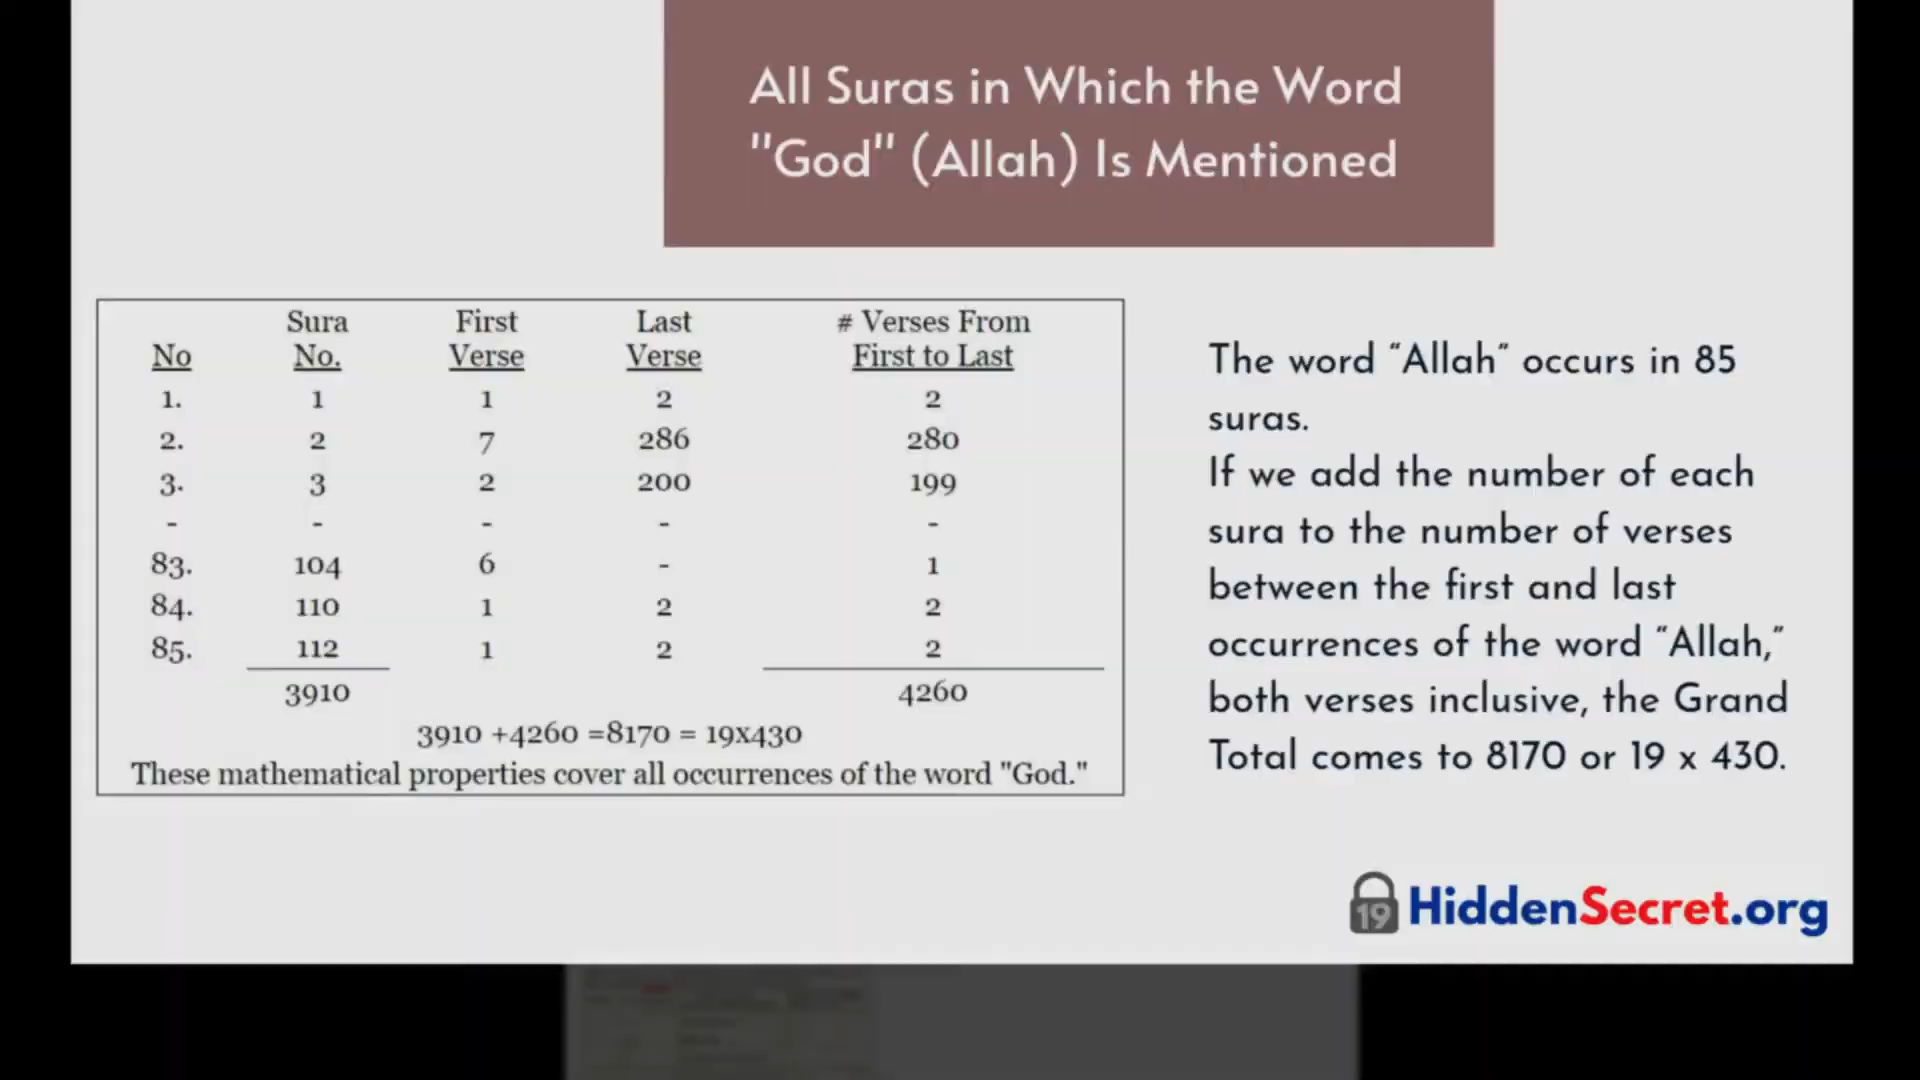 All Suras in Which the Word
"God" (Allah) Is Mentioned
No Sura No. First Verse Last Verse # Verses From First to Last
1. 1 1 2 2
2. 2 7 286 280
3. 3 2 200 199
- - - - -
83. 104 6 - 1
84. 110 1 2 2
85. 112 1 2 2
3910 4260
3910 +4260 =8170 = 19x430
These mathematical properties cover all occurrences of the word "God."
The word “Allah” occurs in 85
suras.
If we add the number of each
sura to the number of verses
between the first and last
occurrences of the word “Allah,”
both verses inclusive, the Grand
Total comes to 8170 or 19 x 430.
19 HiddenSecret.org